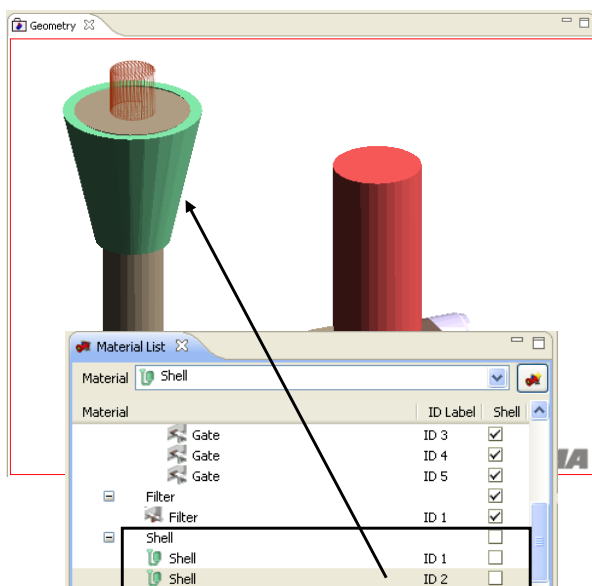 Geometry
Material List
Material Shell
Material ID Label Shell
Gate ID 3
Gate ID 4
Gate ID 5
Filter
Filter ID 1
Shell
Shell ID 1
Shell ID 2